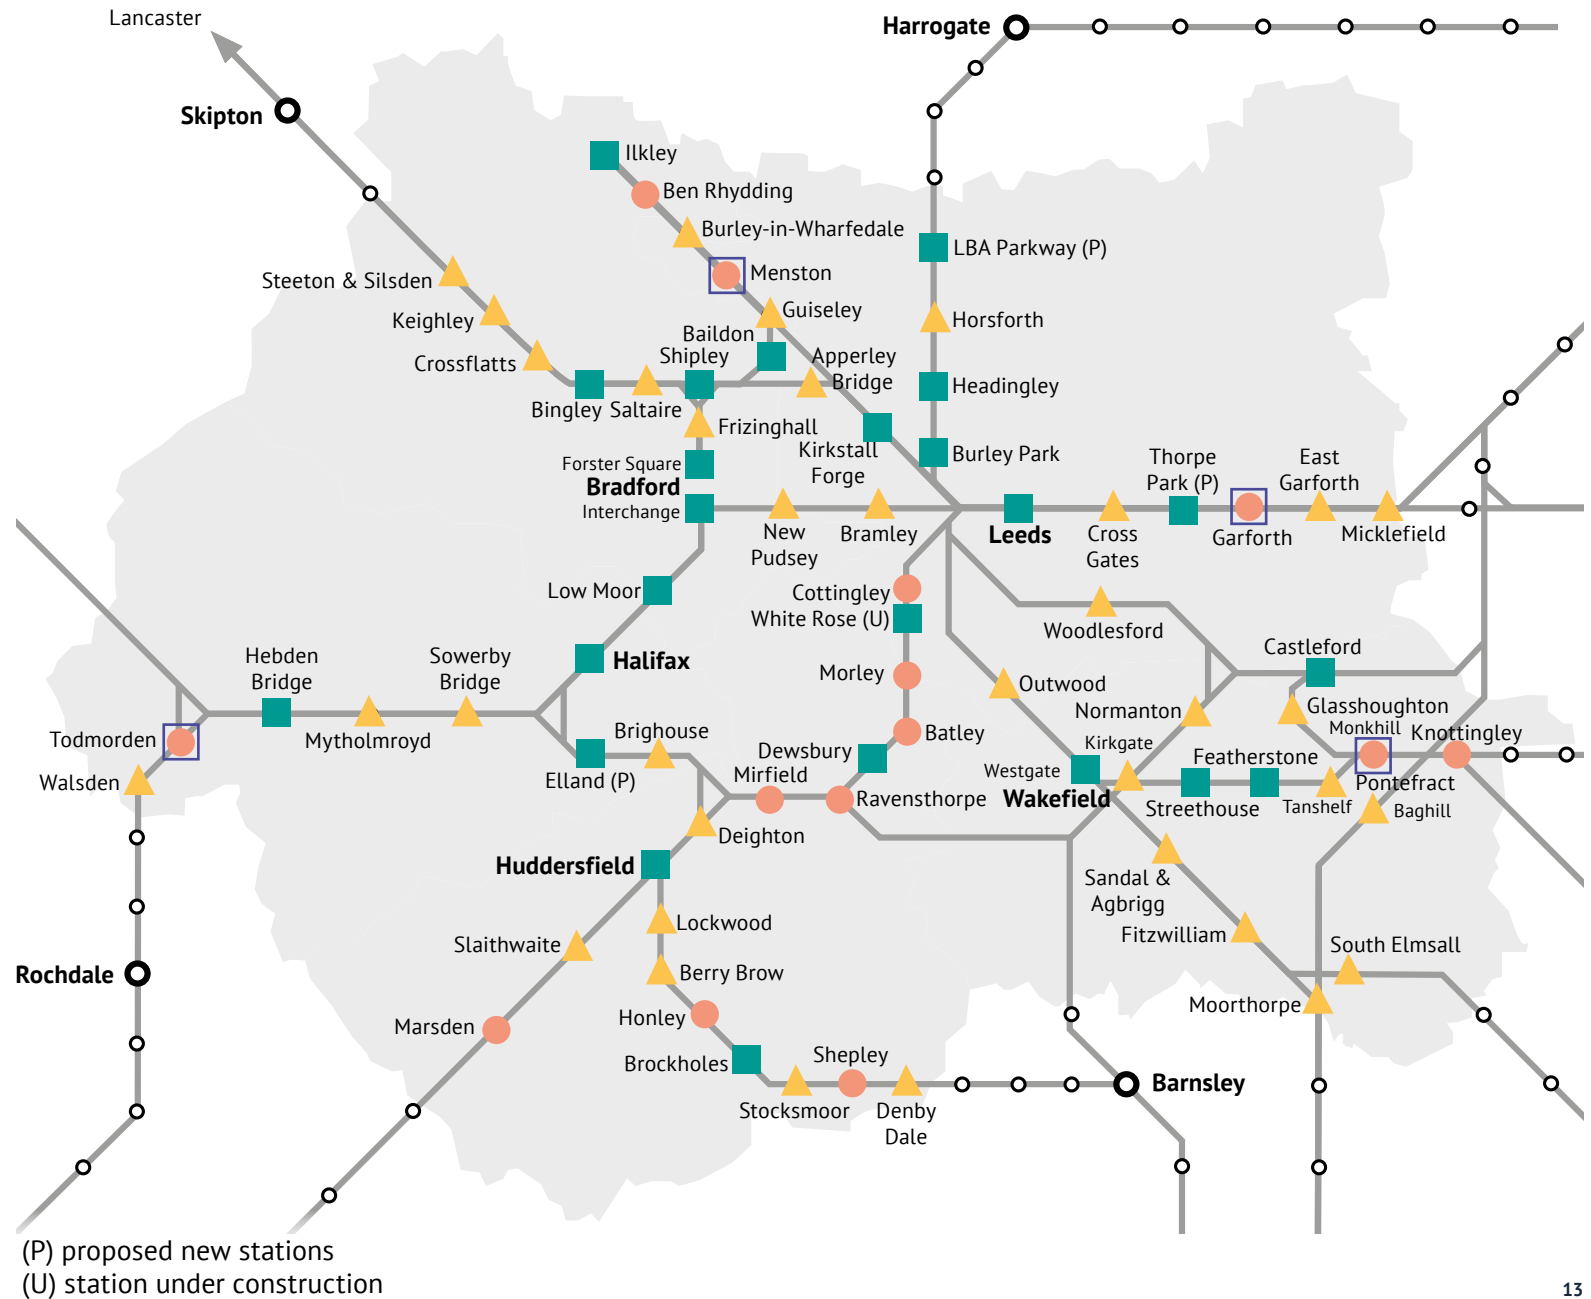 Lancaster
Harrogate
Skipton
Ilkley
Ben Rhydding
Burley-in-Wharfedale
LBA Parkway (P)
Menston
Steeton & Silsden
Guiseley
Keighley
Horsforth
Baildon
Shipley
Crossflatts
Apperley
Bridge
Headingley
Bingley
Saltaire
Frizinghall
Kirkstall
Forge
Burley Park
Forster Square
Bradford
Interchange
Thorpe
Park (P)
East
Garforth
New
Pudsey
Bramley
Leeds
Cross
Gates
Garforth
Micklefield
Low Moor
Cottingley
White Rose (U)
Woodlesford
Hebden
Bridge
Sowerby
Bridge
Halifax
Castleford
Morley
Outwood
Normanton
Glasshoughton
Monkhill
Knottingley
Todmorden
Mytholmroyd
Brighouse
Batley
Kirkgate
Dewsbury
Featherstone
Walsden
Elland (P)
Mirfield
Westgate
Wakefield
Pontefract
Ravensthorpe
Streethouse
Tanshelf
Baghill
Deighton
Huddersfield
Sandal &
Agbrigg
Lockwood
Fitzwilliam
Slaithwaite
South Elmsall
Berry Brow
Rochdale
Moorthorpe
Honley
Marsden
Shepley
Brockholes
Barnsley
Stocksmoor
Denby
Dale
(P) proposed new stations
(U) station under construction
13